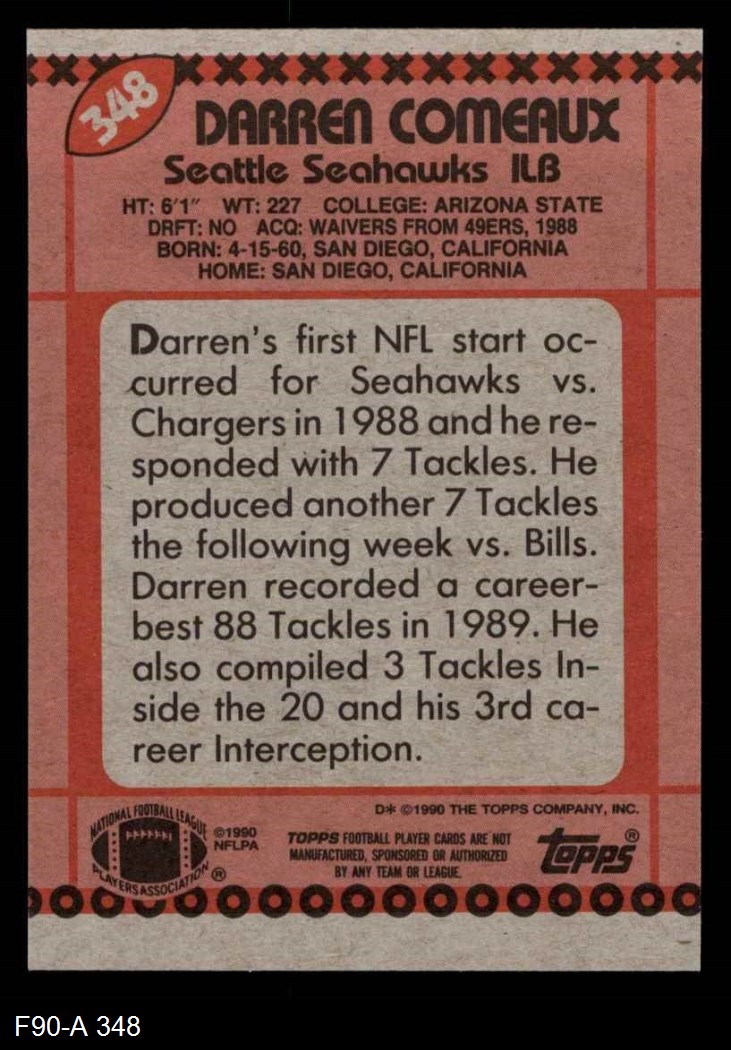 348
DARREN COMEAUX
Seattle Seahawks ILB
HT: 6'1" WT: 227 COLLEGE: ARIZONA STATE
DRFT: NO ACQ: WAIVERS FROM 49ERS, 1988
BORN: 4-15-60, SAN DIEGO, CALIFORNIA
HOME: SAN DIEGO, CALIFORNIA
Darren's first NFL start oc-
curred for Seahawks vs.
Chargers in 1988 and he re-
sponded with 7 Tackles. He
produced another 7 Tackles
the following week vs. Bills.
Darren recorded a career-
best 88 Tackles in 1989. He
also compiled 3 Tackles In-
side the 20 and his 3rd ca-
reer Interception.
D* ©1990 THE TOPPS COMPANY, INC.
NATIONAL FOOTBALL LEAGUE
PLAYERS ASSOCIATION ®
©1990
NFLPA
TOPPS FOOTBALL PLAYER CARDS ARE NOT
MANUFACTURED, SPONSORED OR AUTHORIZED
BY ANY TEAM OR LEAGUE.
topps®
F90-A 348